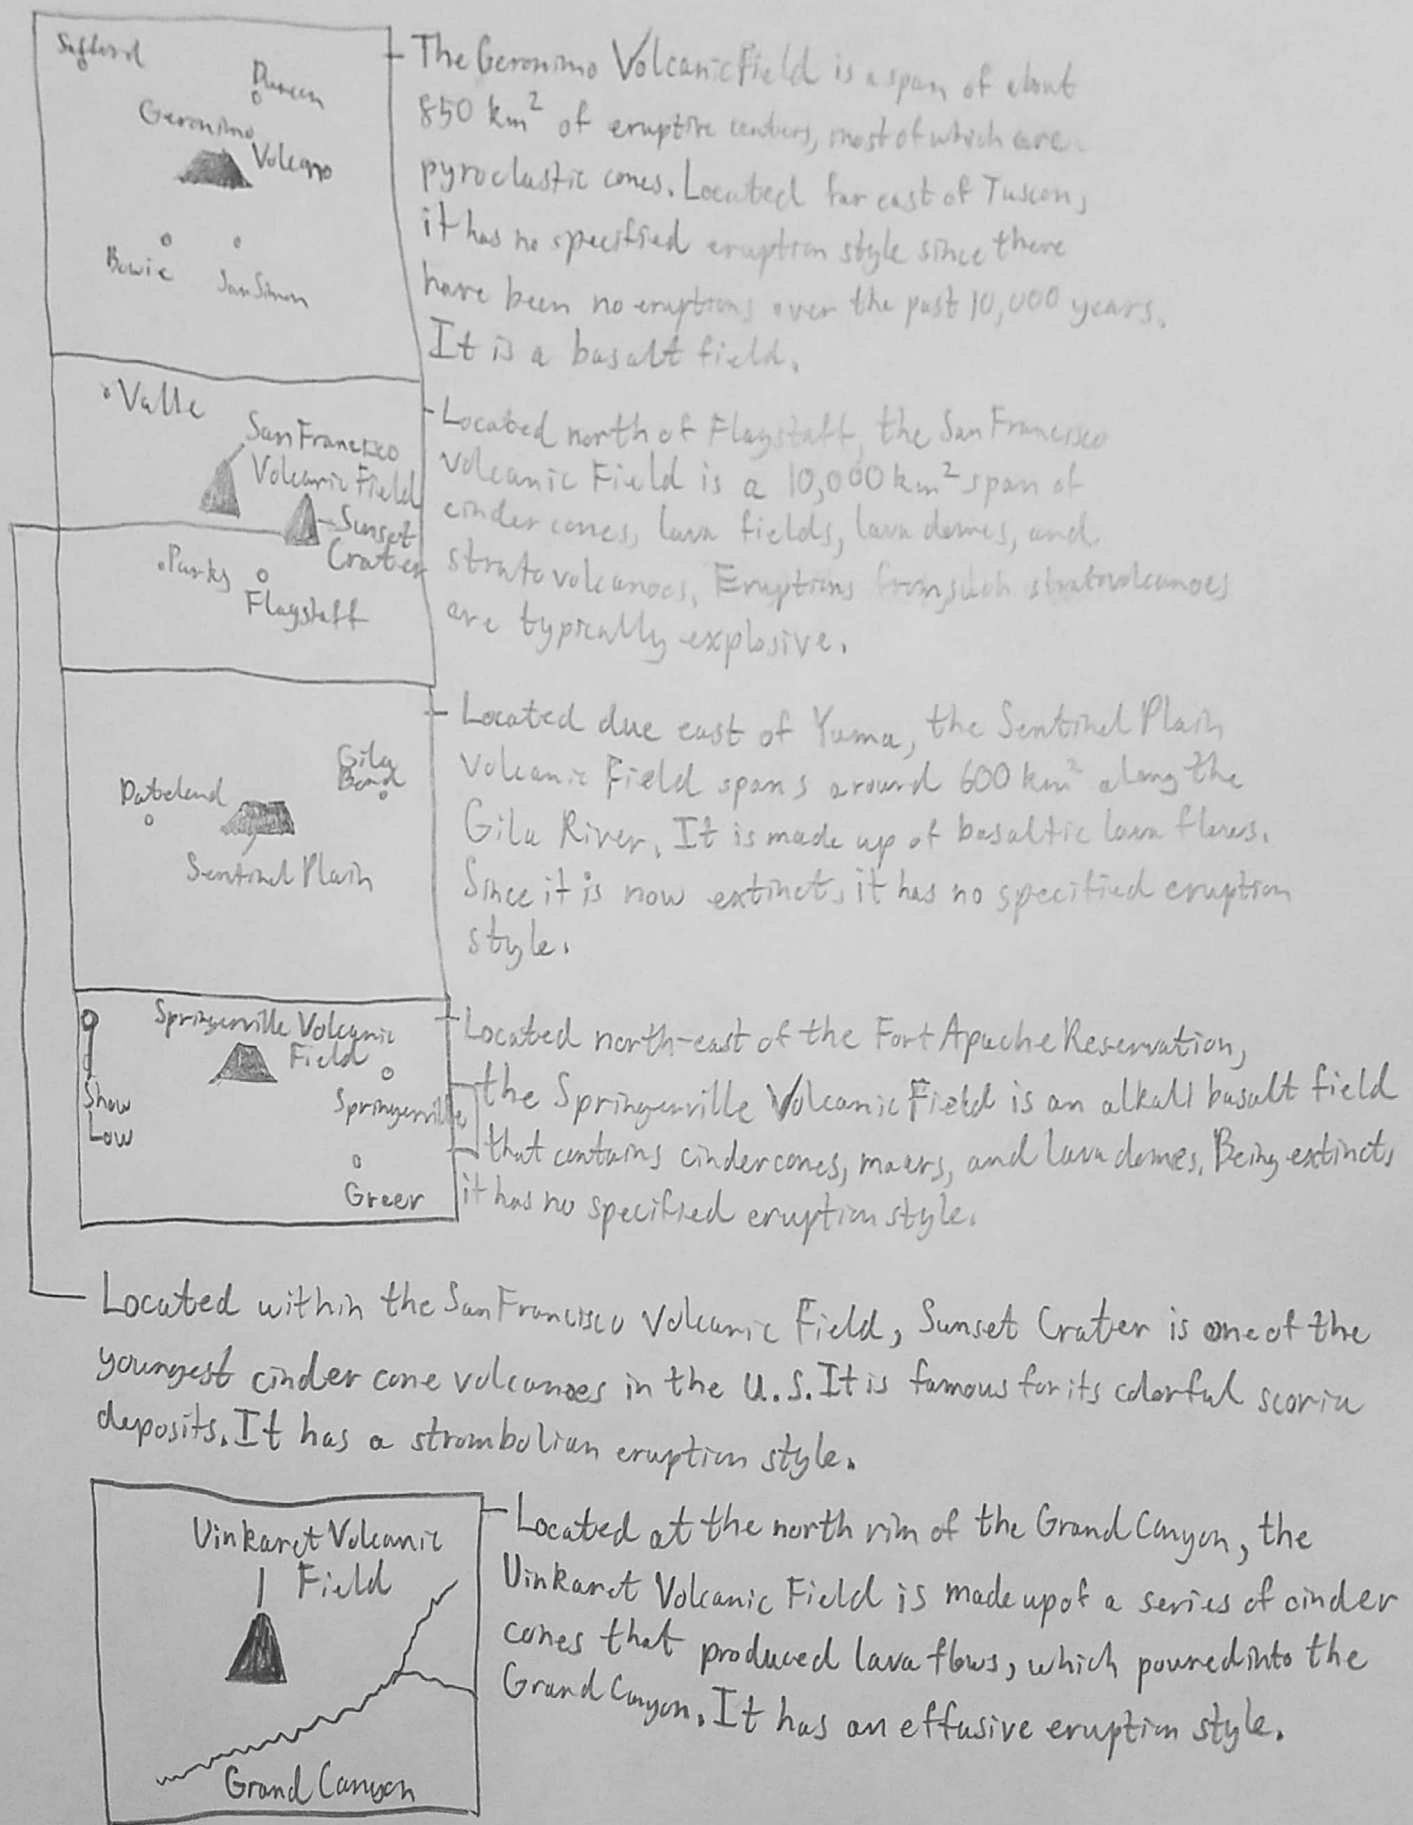 Safford
Duncan
Geronimo
Volcano
Bowie
San Simon
The Geronimo Volcanic Field is a span of about
850 km² of eruptive centers, most of which are
pyroclastic cones. Located far east of Tuscon,
it has no specified eruption style since there
have been no eruptions over the past 10,000 years.
It is a basalt field.
Valle
San Francisco
Volcanic Field
Sunset
Crater
Parks
Flagstaff
Located north of Flagstaff, the San Francisco
Volcanic Field is a 10,000 km² span of
cinder cones, lava fields, lava domes, and
stratovolcanoes. Eruptions from such stratovolcanoes
are typically explosive.
Gila
Bend
Dateland
Sentinel Plain
Located due east of Yuma, the Sentinel Plain
Volcanic Field spans around 600 km² along the
Gila River. It is made up of basaltic lava flows.
Since it is now extinct, it has no specified eruption
style.
Springerville Volcanic
Field
Show
Low
Springerville
Greer
Located north-east of the Fort Apache Reservation,
the Springerville Volcanic Field is an alkali basalt field
that contains cinder cones, maars, and lava domes. Being extinct,
it has no specified eruption style.
Located within the San Francisco Volcanic Field, Sunset Crater is one of the
youngest cinder cone volcanoes in the U.S. It is famous for its colorful scoria
deposits. It has a strombolian eruption style.
Uinkaret Volcanic
Field
Grand Canyon
Located at the north rim of the Grand Canyon, the
Uinkaret Volcanic Field is made up of a series of cinder
cones that produced lava flows, which poured into the
Grand Canyon. It has an effusive eruption style.